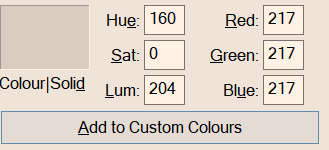 Hue: 160 Red: 217
Sat: 0 Green: 217
Colour|Solid Lum: 204 Blue: 217
Add to Custom Colours